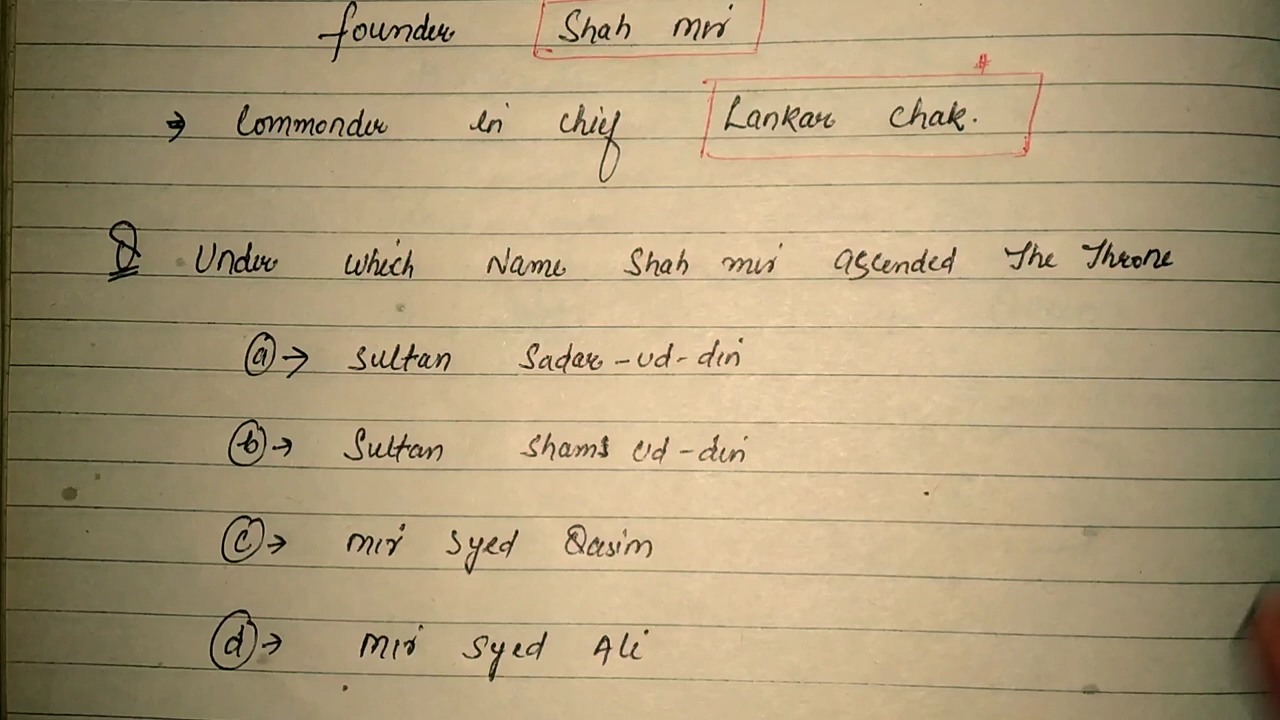 founder Shah mir
→ Commonder in chief Lankar Chak.
Q Under which Name Shah mir ascended The Throne
(a)→ Sultan Sadar-ud-din
(b)→ Sultan Shams ud-din
(c)→ Mir Syed Qasim
(d)→ Mir Syed Ali